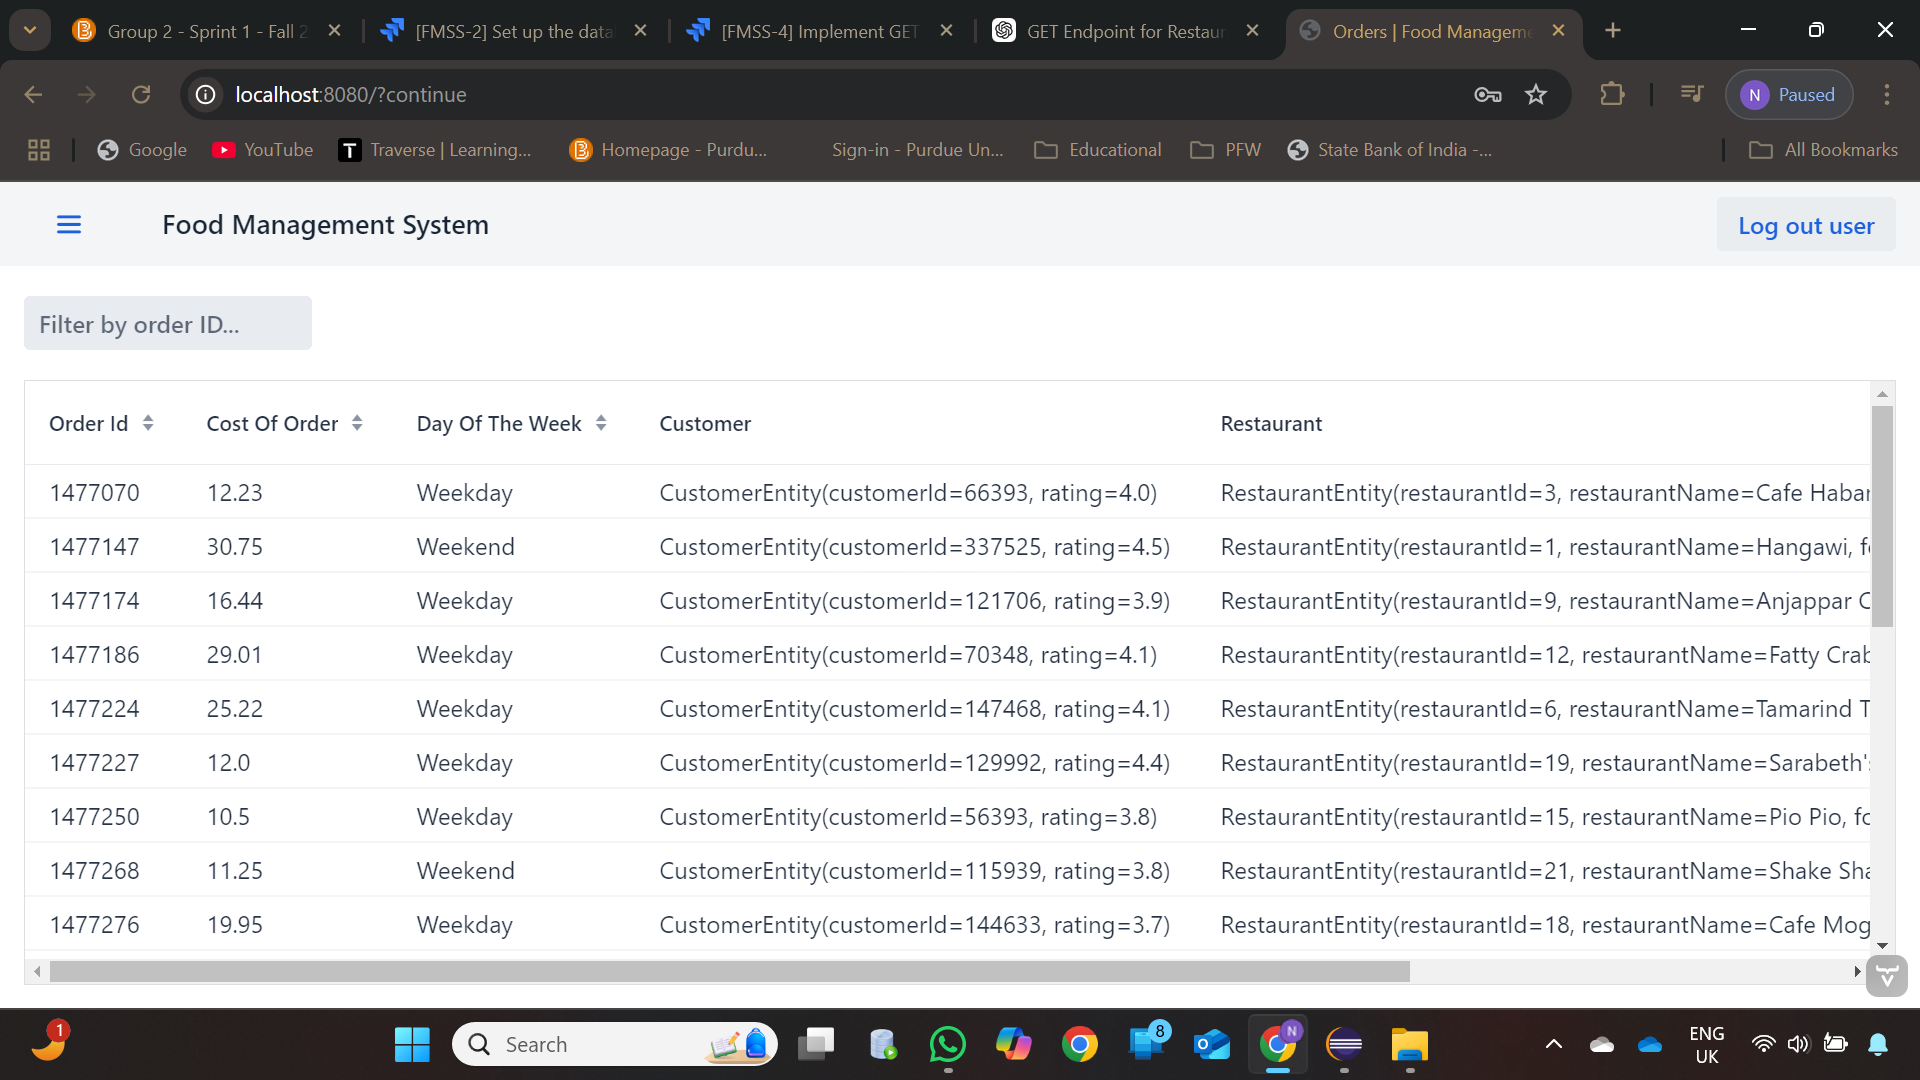 Group 2 - Sprint 1 - Fall 2
[FMSS-2] Set up the data
[FMSS-4] Implement GET
GET Endpoint for Restaur
Orders | Food Manageme
localhost:8080/?continue
N Paused
Google
YouTube
T Traverse | Learning...
Homepage - Purdu...
Sign-in - Purdue Un...
Educational
PFW
State Bank of India -...
All Bookmarks
Food Management System
Log out user
Filter by order ID...
Order Id Cost Of Order Day Of The Week Customer Restaurant
1477070 12.23 Weekday CustomerEntity(customerId=66393, rating=4.0) RestaurantEntity(restaurantId=3, restaurantName=Cafe Haban
1477147 30.75 Weekend CustomerEntity(customerId=337525, rating=4.5) RestaurantEntity(restaurantId=1, restaurantName=Hangawi, fo
1477174 16.44 Weekday CustomerEntity(customerId=121706, rating=3.9) RestaurantEntity(restaurantId=9, restaurantName=Anjappar C
1477186 29.01 Weekday CustomerEntity(customerId=70348, rating=4.1) RestaurantEntity(restaurantId=12, restaurantName=Fatty Crab
1477224 25.22 Weekday CustomerEntity(customerId=147468, rating=4.1) RestaurantEntity(restaurantId=6, restaurantName=Tamarind T
1477227 12.0 Weekday CustomerEntity(customerId=129992, rating=4.4) RestaurantEntity(restaurantId=19, restaurantName=Sarabeth's
1477250 10.5 Weekday CustomerEntity(customerId=56393, rating=3.8) RestaurantEntity(restaurantId=15, restaurantName=Pio Pio, fo
1477268 11.25 Weekend CustomerEntity(customerId=115939, rating=3.8) RestaurantEntity(restaurantId=21, restaurantName=Shake Sha
1477276 19.95 Weekday CustomerEntity(customerId=144633, rating=3.7) RestaurantEntity(restaurantId=18, restaurantName=Cafe Mog
1
Search
8
N
ENG
UK